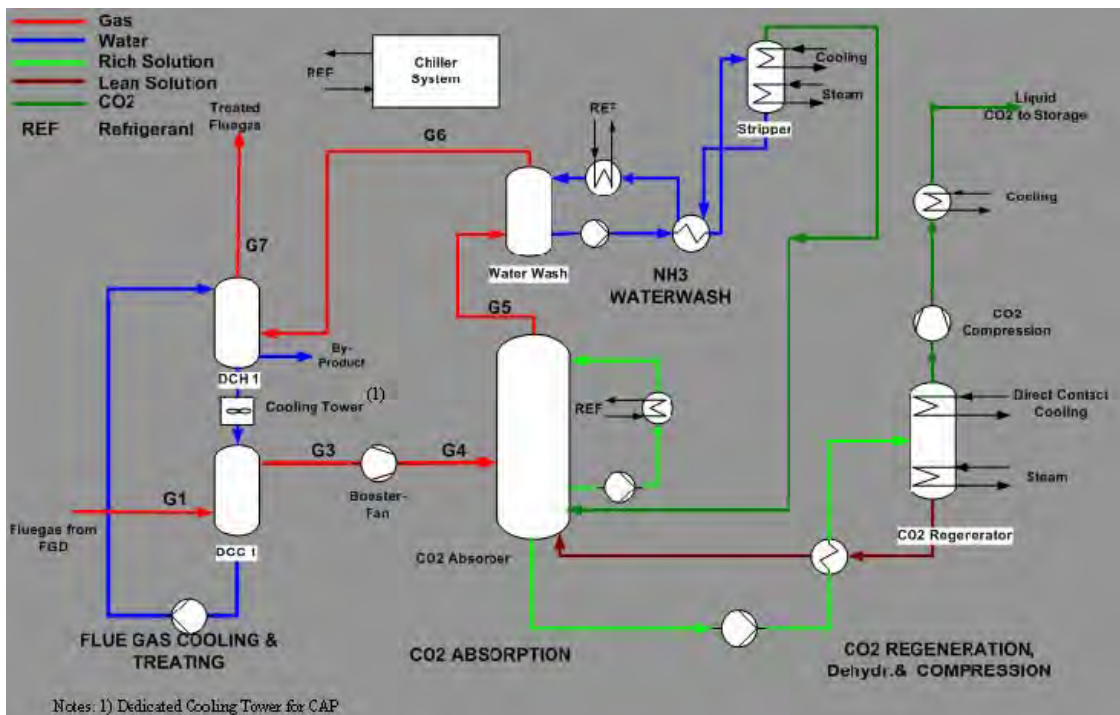 Gas
Water
Rich Solution
Lean Solution
CO2
REF Refrigerant
Treated
Fluegas
REF
Chiller
System
G6
REF
Cooling
Steam
Stripper
Liquid
CO2 to Storage
Cooling
G7
Water Wash
NH3
WATERWASH
G5
CO2
Compression
By-
Product
DCH 1
Cooling Tower (1)
REF
Direct Contact
Cooling
G3
G4
Booster-
Fan
G1
Steam
Fluegas from
FGD
DCC 1
CO2 Absorber
CO2 Regenerator
FLUE GAS COOLING &
TREATING
CO2 ABSORPTION
CO2 REGENERATION,
Dehydr.& COMPRESSION
Notes: 1) Dedicated Cooling Tower for CAP